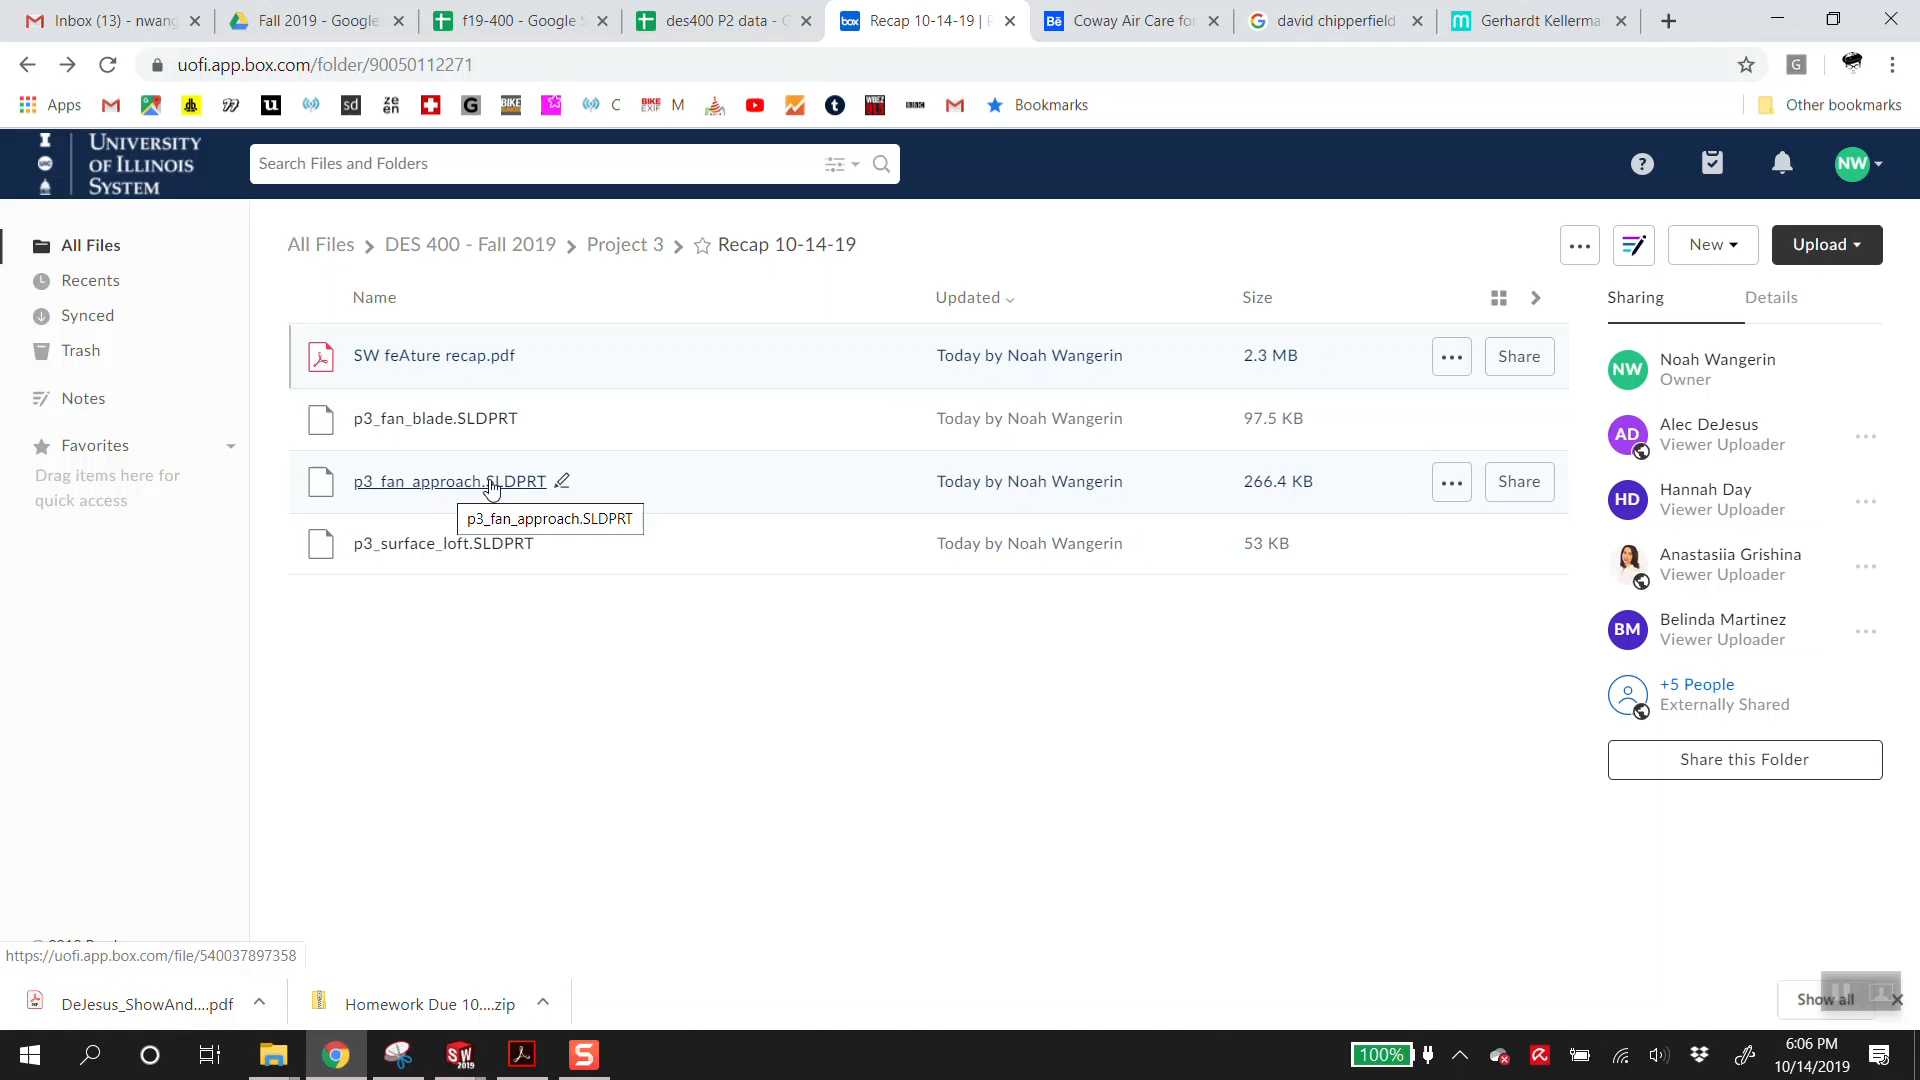 Inbox (13) - nwang
Fall 2019 - Google
f19-400 - Google S
des400 P2 data - G
Recap 10-14-19 | P
Coway Air Care for
david chipperfield
Gerhardt Kellerma
uofi.app.box.com/folder/90050112271
Apps
C
M
Bookmarks
Other bookmarks
UNIVERSITY
OF ILLINOIS
SYSTEM
Search Files and Folders
NW
All Files
Recents
Synced
Trash
Notes
Favorites
Drag items here for
quick access
All Files > DES 400 - Fall 2019 > Project 3 > Recap 10-14-19
New
Upload
Name Updated Size
SW feAture recap.pdf Today by Noah Wangerin 2.3 MB Share
p3_fan_blade.SLDPRT Today by Noah Wangerin 97.5 KB
p3_fan_approach.SLDPRT Today by Noah Wangerin 266.4 KB Share
p3_fan_approach.SLDPRT
p3_surface_loft.SLDPRT Today by Noah Wangerin 53 KB
Sharing Details
NW Noah Wangerin
Owner
AD Alec DeJesus
Viewer Uploader
HD Hannah Day
Viewer Uploader
Anastasiia Grishina
Viewer Uploader
BM Belinda Martinez
Viewer Uploader
+5 People
Externally Shared
Share this Folder
https://uofi.app.box.com/file/540037897358
DeJesus_ShowAnd....pdf
Homework Due 10....zip
Show all
SW
2019
S
100%
6:06 PM
10/14/2019